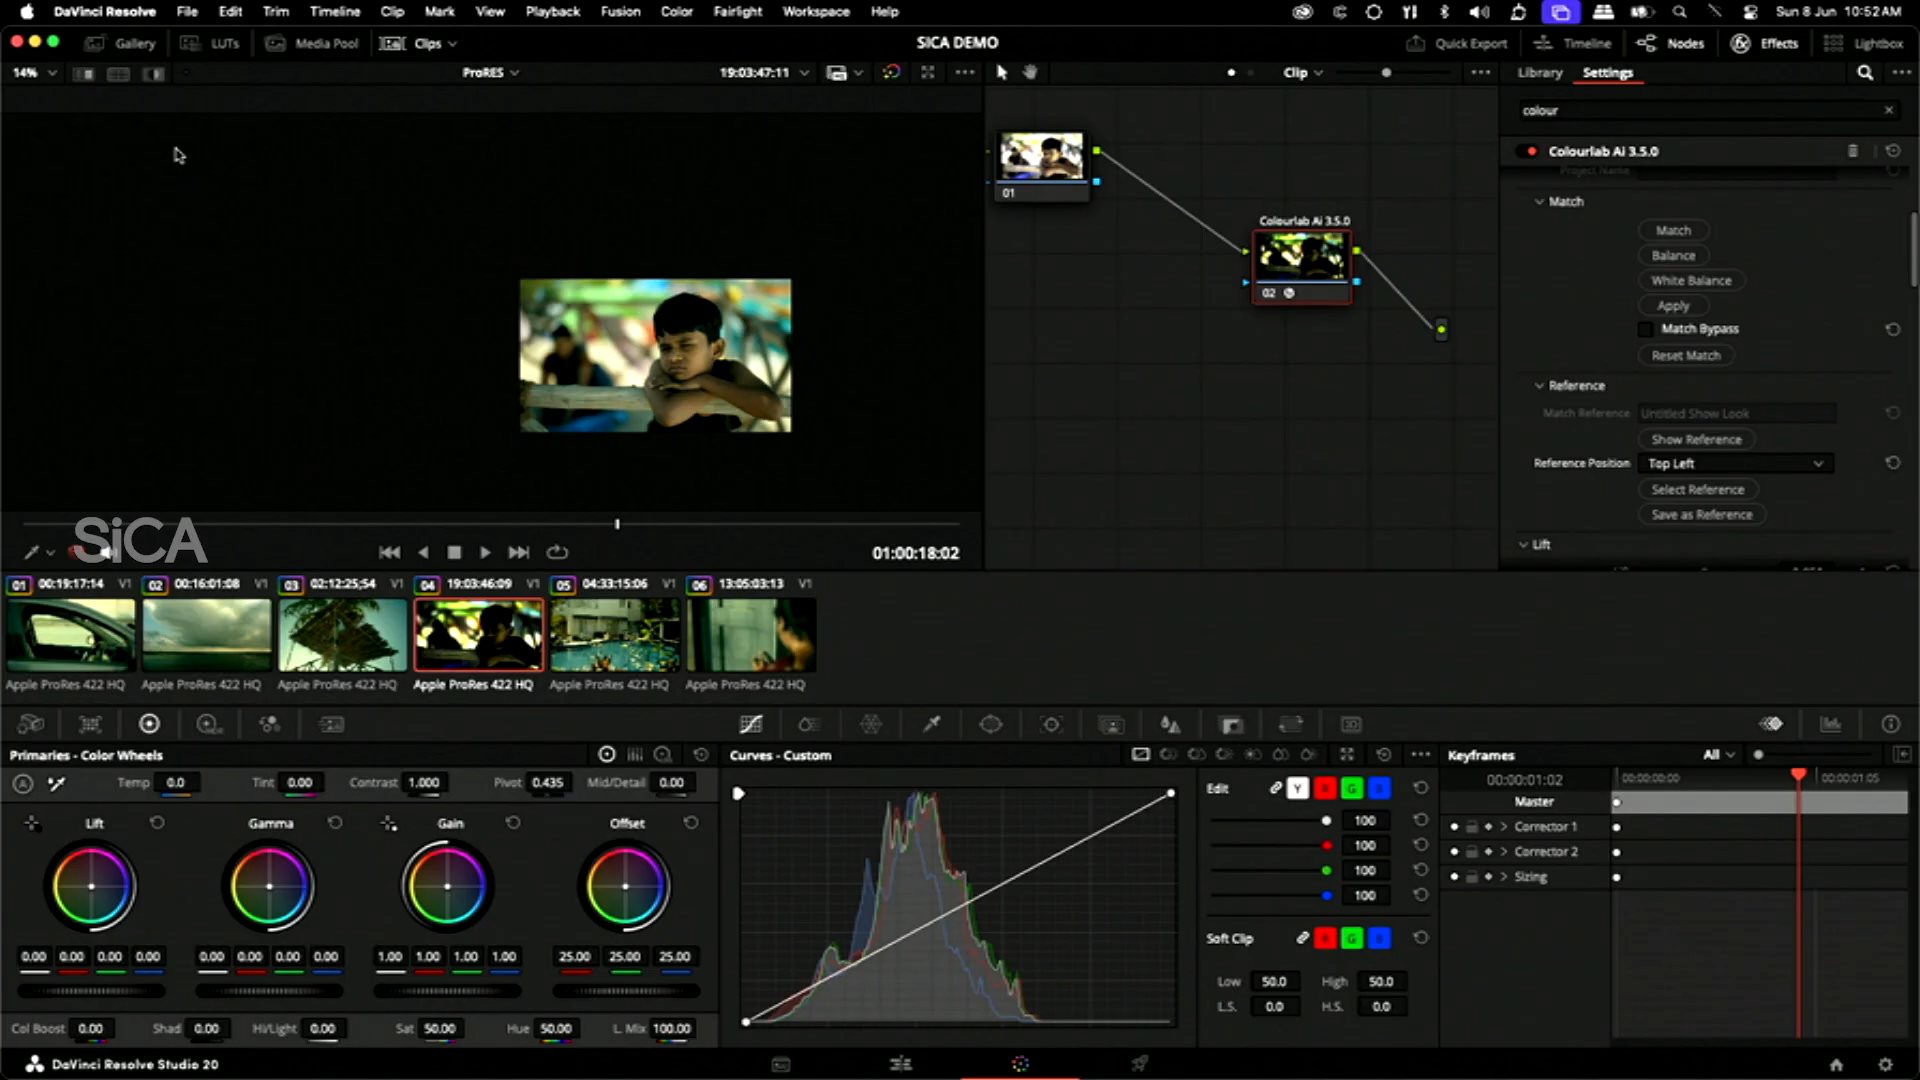 DaVinci Resolve File Edit Trim Timeline Clip Mark View Playback Fusion Color Fairlight Workspace Help Sun 8 Jun 10:52AM
Gallery LUTs Media Pool Clips SICA DEMO Quick Export Timeline Nodes Effects Lightbox
14% ProRES 19:03:47:11 Clip Library Settings
colour
Colourlab Ai 3.5.0
Project Name
01
Match
Match
Balance
White Balance
Apply
Match Bypass
Reset Match
Colourlab Ai 3.5.0
02
Reference
Match Reference Untitled Show Look
Show Reference
Reference Position Top Left
Select Reference
Save as Reference
Lift
SiCA
01:00:18:02
01 00:19:17:14 V1 02 00:16:01:08 V1 03 02:12:25;54 V1 04 19:03:46:09 V1 05 04:33:15:06 V1 06 13:05:03:13 V1
Apple ProRes 422 HQ Apple ProRes 422 HQ Apple ProRes 422 HQ Apple ProRes 422 HQ Apple ProRes 422 HQ Apple ProRes 422 HQ
Primaries - Color Wheels Curves - Custom Keyframes All
Temp 0.0 Tint 0.00 Contrast 1.000 Pivot 0.435 Mid/Detail 0.00
Lift Gamma Gain Offset
0.00 0.00 0.00 0.00 0.00 0.00 0.00 0.00 1.00 1.00 1.00 1.00 25.00 25.00 25.00
Col Boost 0.00 Shad 0.00 Hi/Light 0.00 Sat 50.00 Hue 50.00 L. Mix 100.00
Edit Y R G B
100
100
100
100
Soft Clip R G B
Low 50.0 High 50.0
L.S. 0.0 H.S. 0.0
00:00:01:02 00:00:00:00 00:00:01:05
Master
Corrector 1
Corrector 2
Sizing
DaVinci Resolve Studio 20